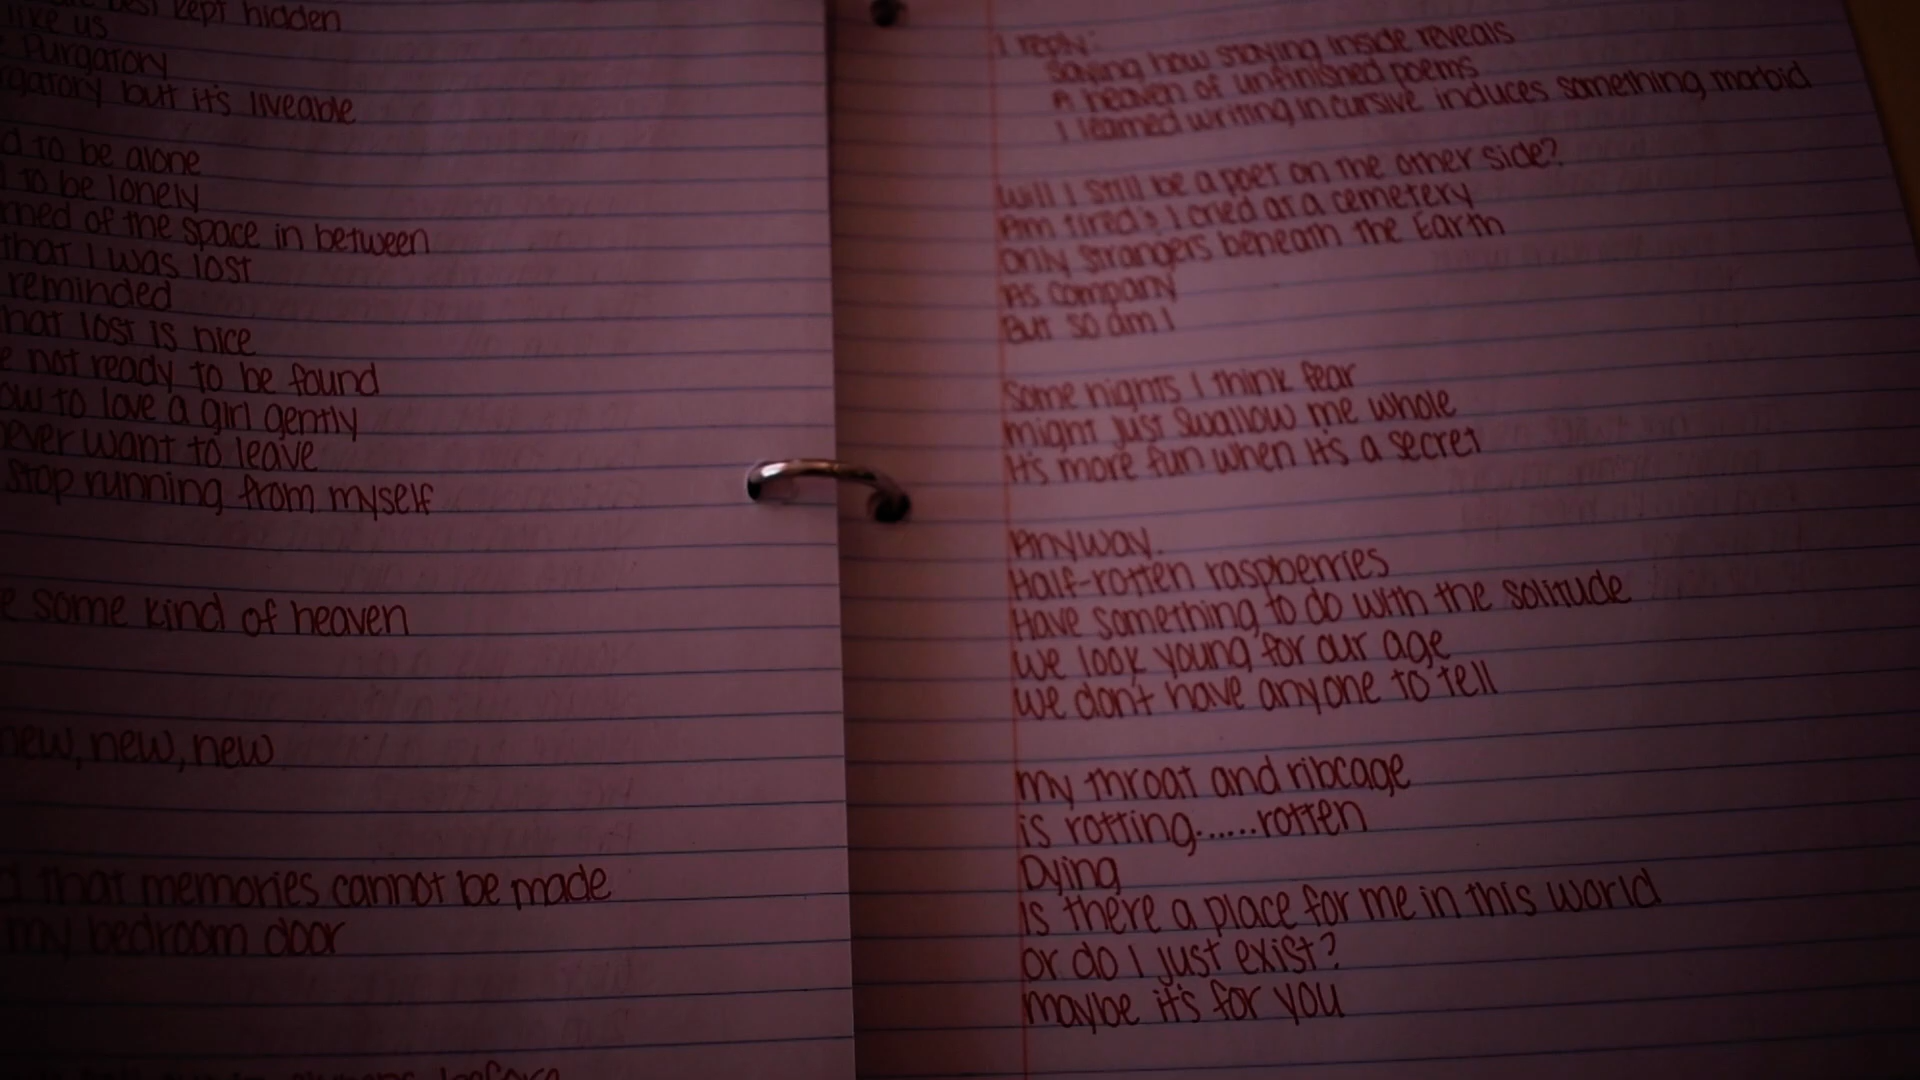 best kept hidden
like us
Purgatory
gatory but it's liveable
to be alone
to be lonely
med of the space in between
that I was lost
reminded
hat lost is nice
not ready to be found
ow to love a girl gently
ever want to leave
stop running from myself
some kind of heaven
new, new, new
that memories cannot be made
my bedroom door
before
I reply:
Saying how staying inside reveals
A heaven of unfinished poems
I learned writing in cursive induces something morbid
Will I still be a poet on the other side?
Am tired, I cried at a cemetery
Only strangers beneath the Earth
As company
But so am I
Some nights I think fear
might just swallow me whole
It's more fun when it's a secret
Anyway.
Half-rotten raspberries
Have something to do with the solitude
We look young for our age
We don't have anyone to tell
My throat and ribcage
is rotting......rotten
Dying
Is there a place for me in this world
or do I just exist?
maybe it's for you